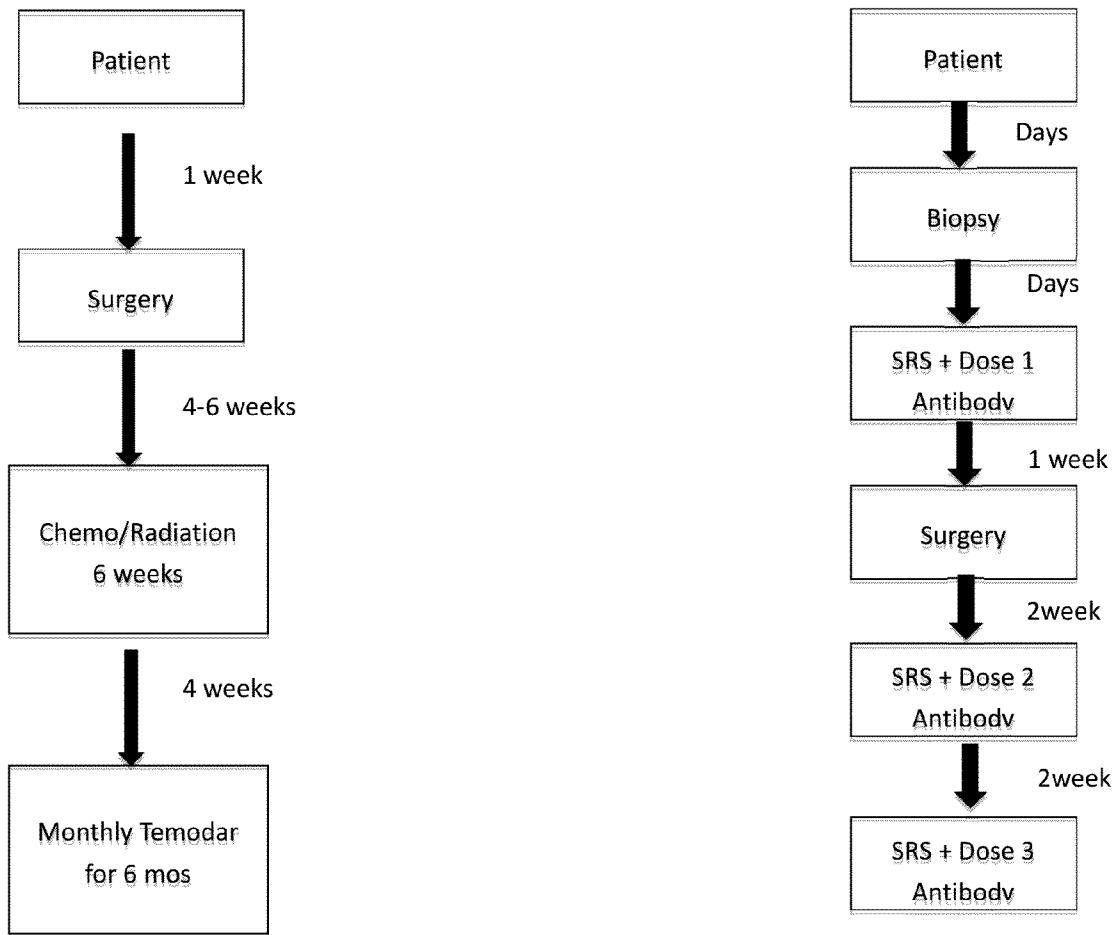 Patient
1 week
Surgery
4-6 weeks
Chemo/Radiation
6 weeks
4 weeks
Monthly Temodar
for 6 mos
Patient
Days
Biopsy
Days
SRS + Dose 1
Antibody
1 week
Surgery
2week
SRS + Dose 2
Antibody
2week
SRS + Dose 3
Antibody